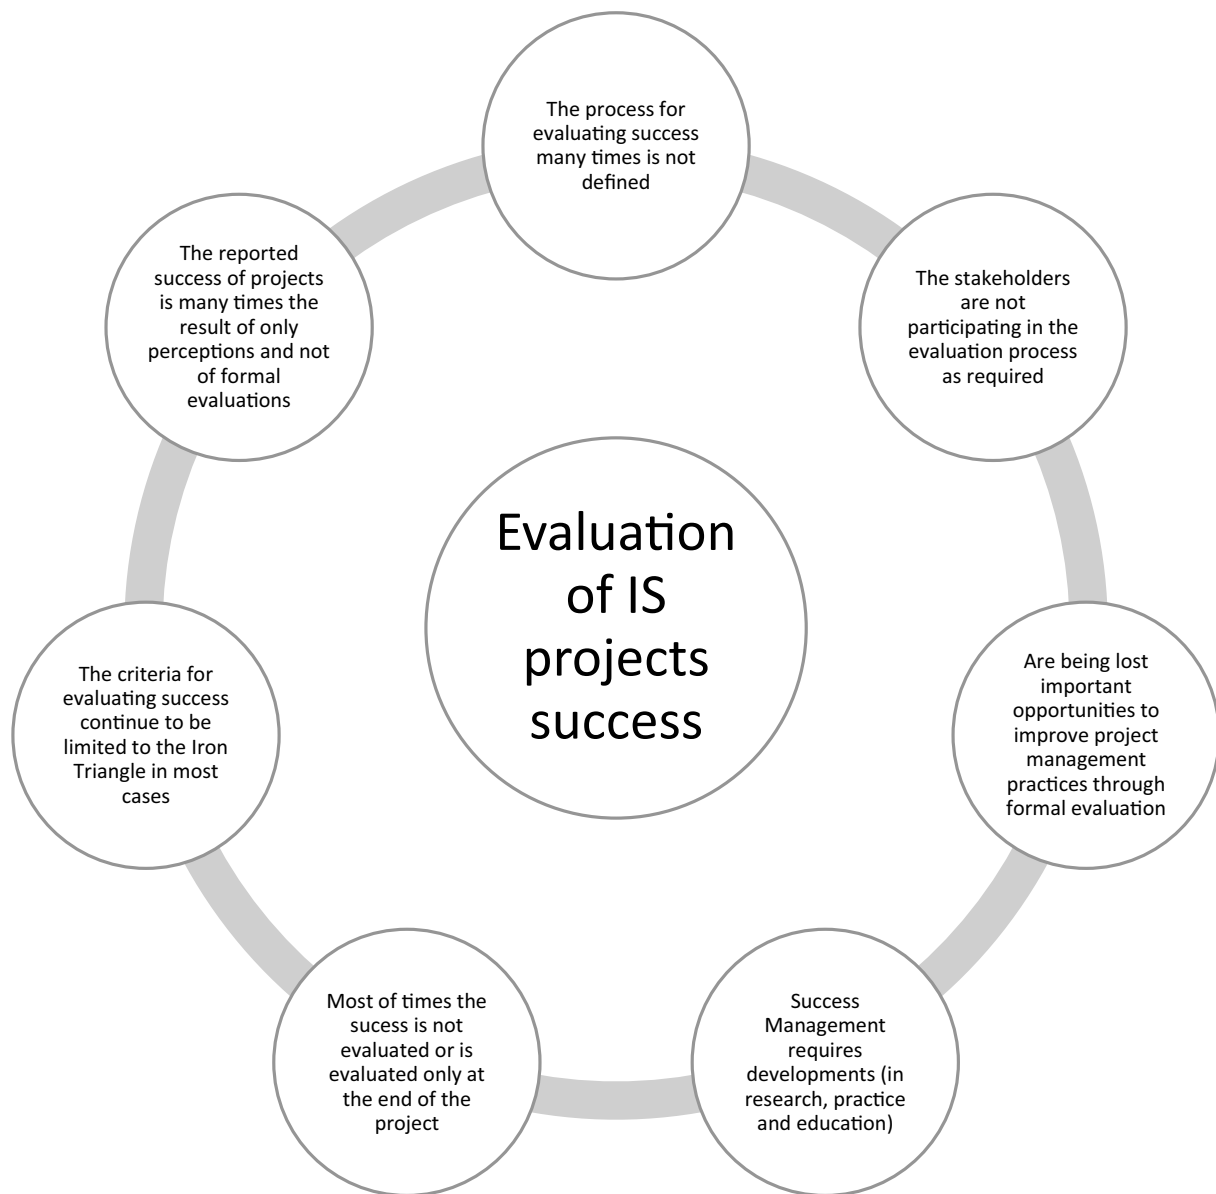 The process for
evaluating success
many times is not
defined
The stakeholders
are not
participating in the
evaluation process
as required
Are being lost
important
opportunities to
improve project
management
practices through
formal evaluation
Success
Management
requires
developments (in
research, practice
and education)
Most of times the
sucess is not
evaluated or is
evaluated only at
the end of the
project
The criteria for
evaluating success
continue to be
limited to the Iron
Triangle in most
cases
The reported
success of projects
is many times the
result of only
perceptions and not
of formal
evaluations
Evaluation
of IS
projects
success